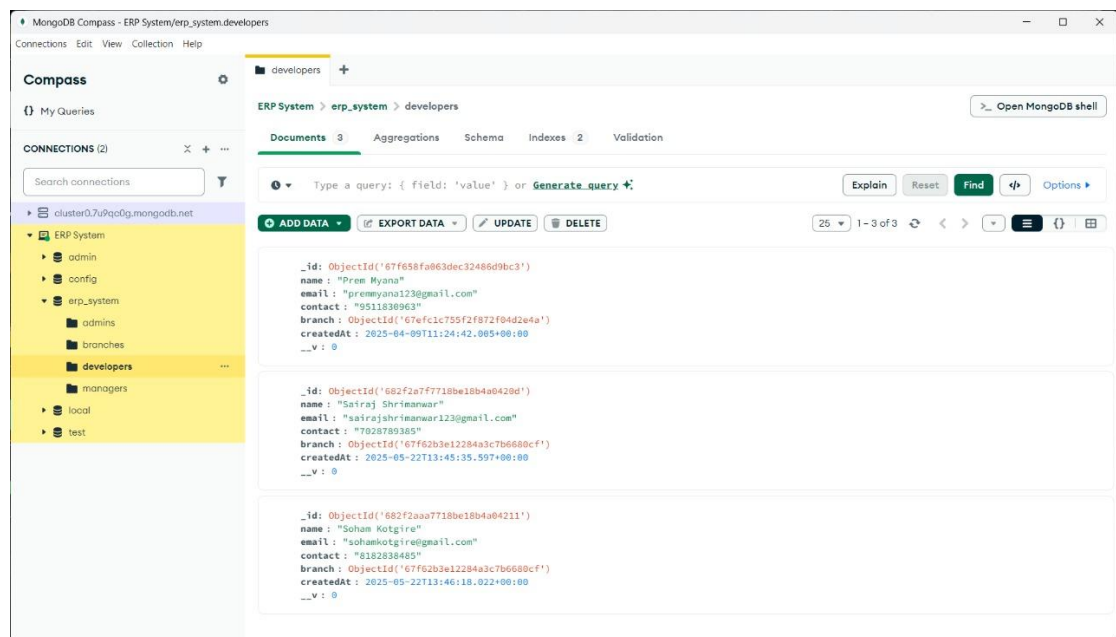 MongoDB Compass - ERP System/erp_system.developers
Connections Edit View Collection Help
Compass
{} My Queries
CONNECTIONS (2)
Search connections
cluster0.7u9qc0g.mongodb.net
ERP System
admin
config
erp_system
admins
branches
developers
managers
local
test
developers
ERP System > erp_system > developers
>_ Open MongoDB shell
Documents 3 Aggregations Schema Indexes 2 Validation
Type a query: { field: 'value' } or Generate query
Explain Reset Find </> Options
ADD DATA EXPORT DATA UPDATE DELETE
25 1 – 3 of 3 {}
_id: ObjectId('67f658fa063dec32486d9bc3')
name : "Prem Myana"
email : "premmyana123@gmail.com"
contact : "9511830963"
branch : ObjectId('67efc1c755f2f872f04d2e4a')
createdAt : 2025-04-09T11:24:42.005+00:00
__v : 0
_id: ObjectId('682f2a7f7718be18b4a0420d')
name : "Sairaj Shrimanwar"
email : "sairajshrimanwar123@gmail.com"
contact : "7028789385"
branch : ObjectId('67f62b3e12284a3c7b6680cf')
createdAt : 2025-05-22T13:45:35.597+00:00
__v : 0
_id: ObjectId('682f2aaa7718be18b4a04211')
name : "Soham Kotgire"
email : "sohamkotgire@gmail.com"
contact : "8182838485"
branch : ObjectId('67f62b3e12284a3c7b6680cf')
createdAt : 2025-05-22T13:46:18.022+00:00
__v : 0